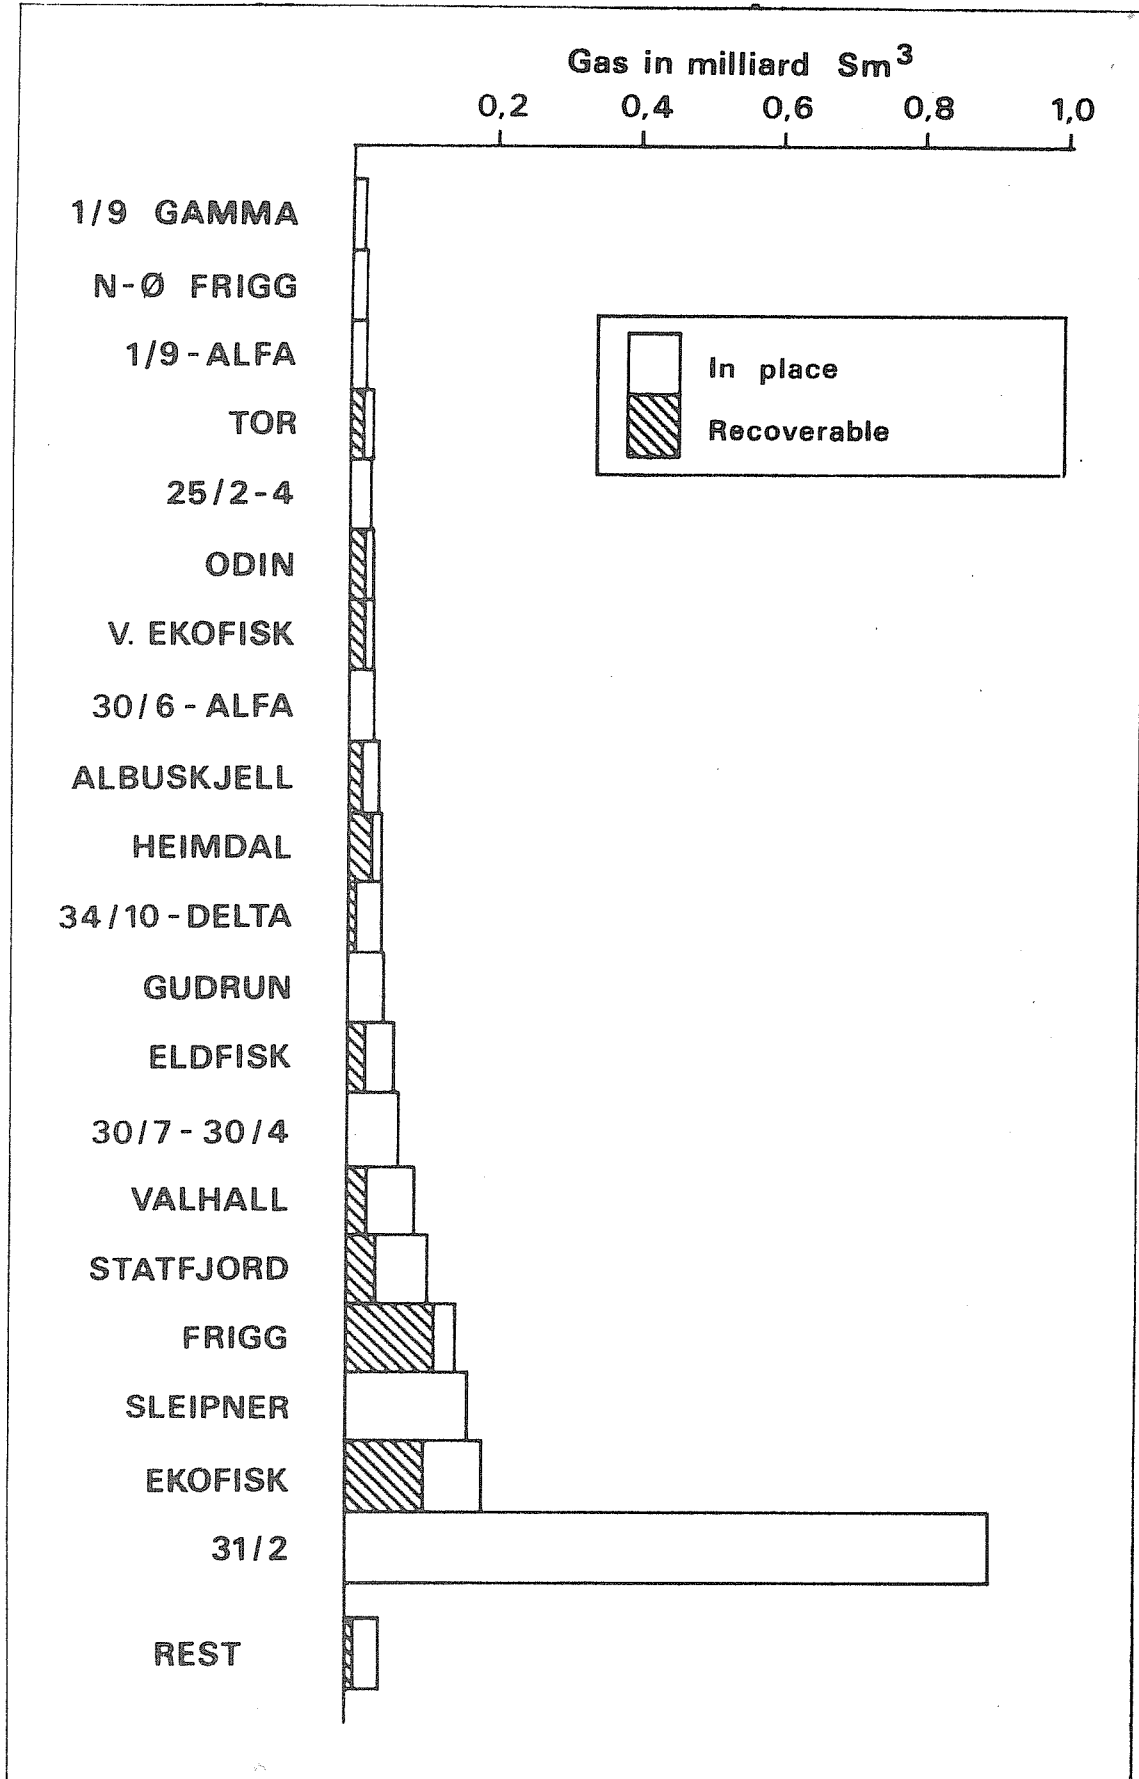 Gas in milliard Sm³
0,2 0,4 0,6 0,8 1,0
1/9 GAMMA
N-Ø FRIGG
1/9-ALFA
TOR
25/2-4
ODIN
V. EKOFISK
30/6-ALFA
ALBUSKJELL
HEIMDAL
34/10-DELTA
GUDRUN
ELDFISK
30/7-30/4
VALHALL
STATFJORD
FRIGG
SLEIPNER
EKOFISK
31/2
REST
In place
Recoverable